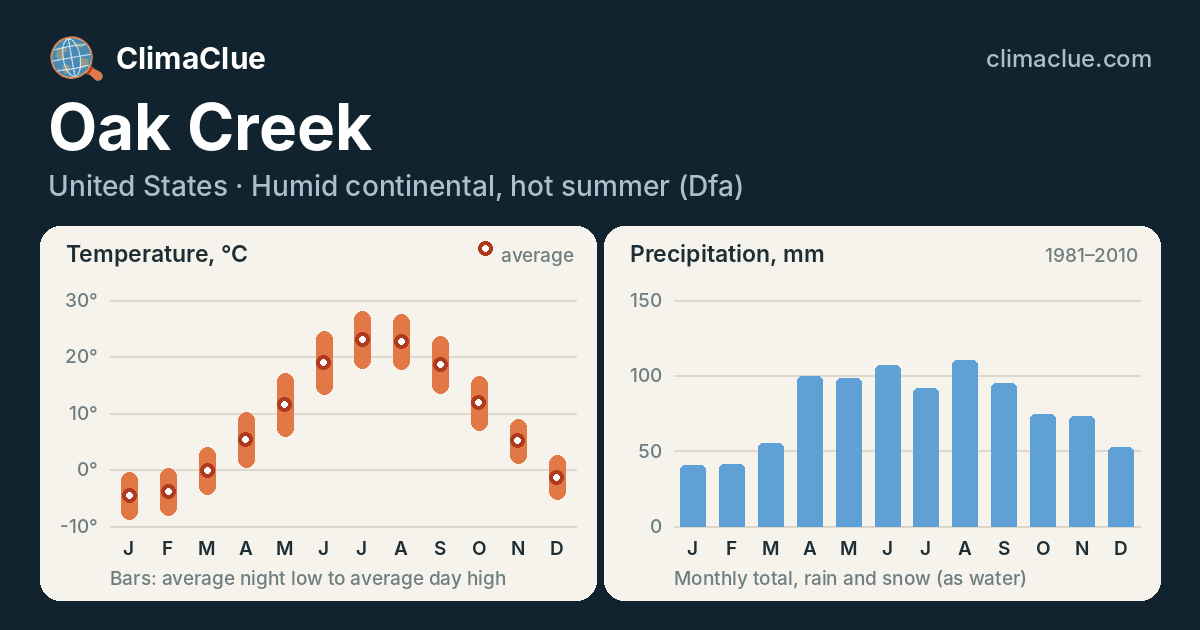 ClimaClue
climaclue.com
Oak Creek
United States · Humid continental, hot summer (Dfa)
Temperature, °C
average
30°
20°
10°
0°
-10°
J F M A M J J A S O N D
Bars: average night low to average day high
Precipitation, mm
1981–2010
150
100
50
0
J F M A M J J A S O N D
Monthly total, rain and snow (as water)